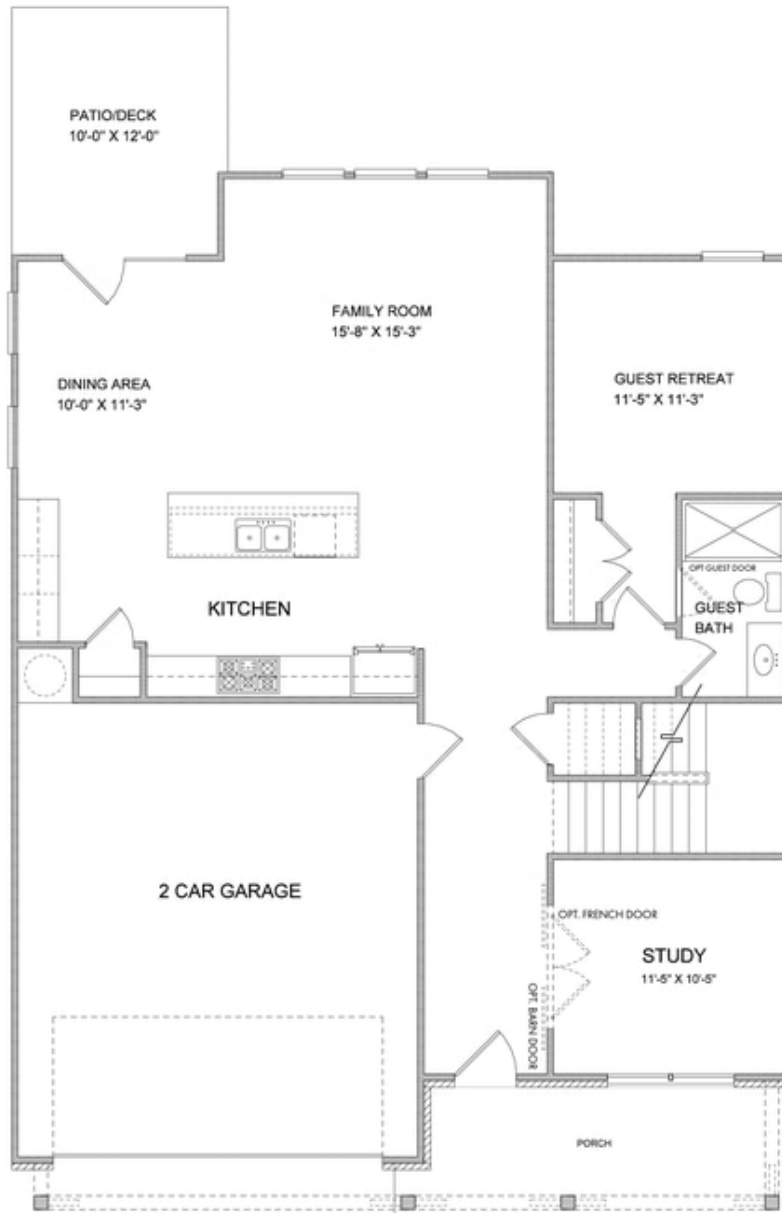 PATIO/DECK
10'-0" X 12'-0"
FAMILY ROOM
15'-8" X 15'-3"
DINING AREA
10'-0" X 11'-3"
GUEST RETREAT
11'-5" X 11'-3"
OPT GUEST DOOR
GUEST
BATH
KITCHEN
2 CAR GARAGE
OPT. FRENCH DOOR
STUDY
11'-5" X 10'-5"
OPT. BARN DOOR
PORCH